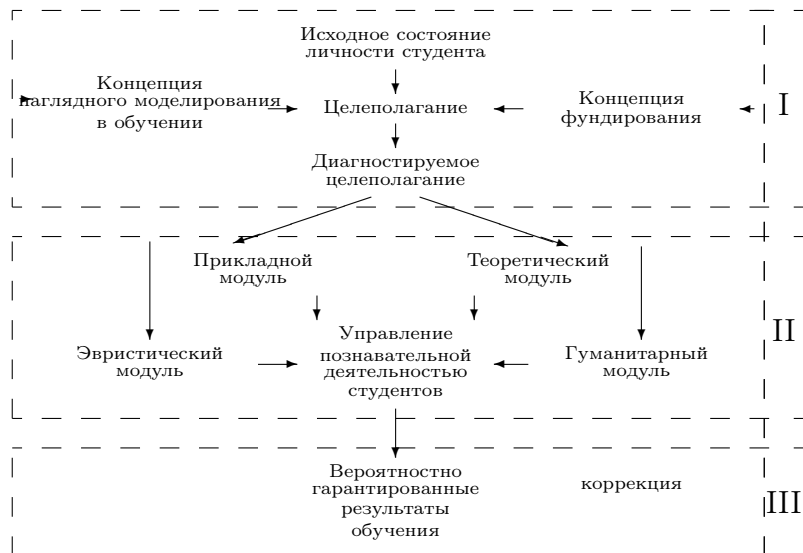 Исходное состояние
личности студента
Концепция
наглядного моделирования
в обучении
Целеполагание
Концепция
фундирования
I
Диагностируемое
целеполагание
Прикладной
модуль
Теоретический
модуль
Управление
познавательной
деятельностью
студентов
Эвристический
модуль
Гуманитарный
модуль
II
Вероятностно
гарантированные
результаты
обучения
коррекция
III